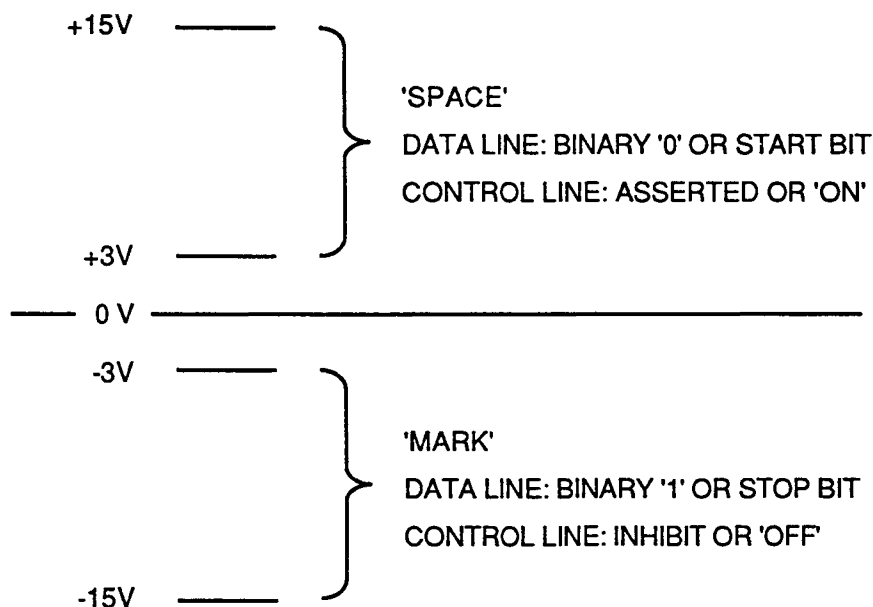 +15V
'SPACE'
DATA LINE: BINARY '0' OR START BIT
CONTROL LINE: ASSERTED OR 'ON'
+3V
0 V
-3V
'MARK'
DATA LINE: BINARY '1' OR STOP BIT
CONTROL LINE: INHIBIT OR 'OFF'
-15V